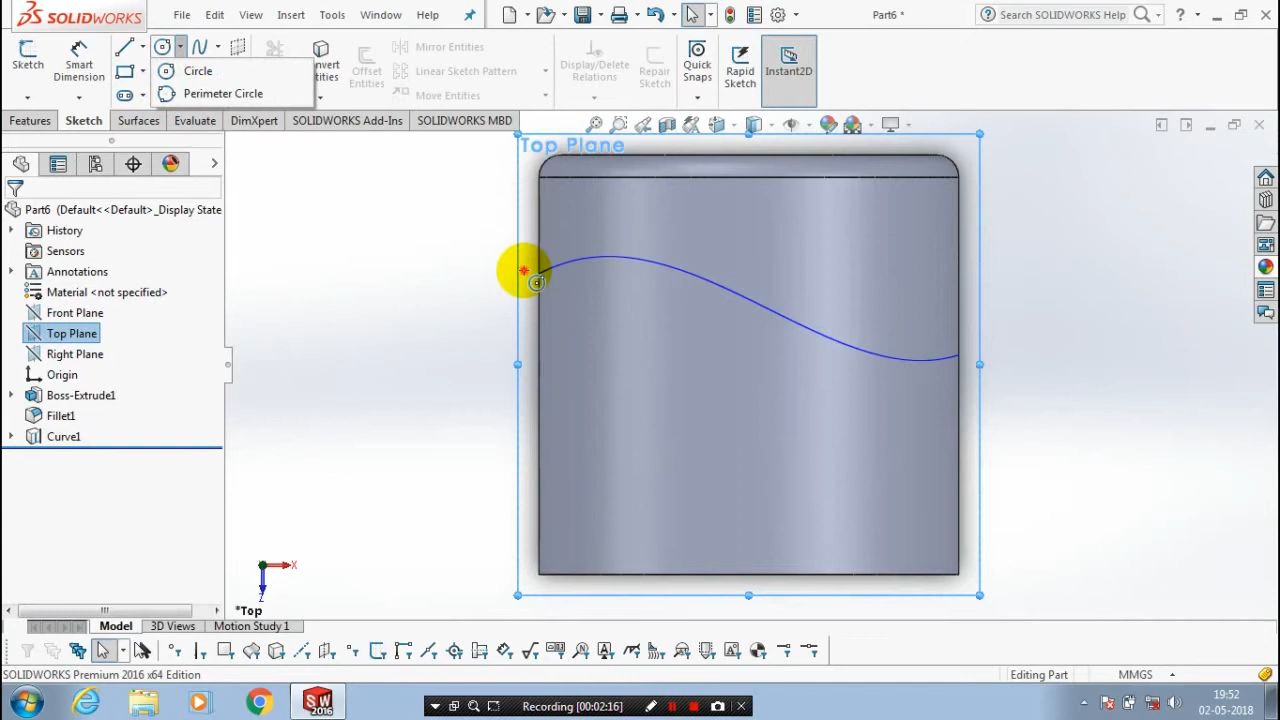 SOLIDWORKS
File Edit View Insert Tools Window Help
Part6 *
Search SOLIDWORKS Help
Sketch
Smart Dimension
Circle
Perimeter Circle
Offset Entities
Mirror Entities
Linear Sketch Pattern
Move Entities
Display/Delete Relations
Repair Sketch
Quick Snaps
Rapid Sketch
Instant2D
Features Sketch Surfaces Evaluate DimXpert SOLIDWORKS Add-Ins SOLIDWORKS MBD
Top Plane
Part6 (Default<<Default>_Display State
History
Sensors
Annotations
Material <not specified>
Front Plane
Top Plane
Right Plane
Origin
Boss-Extrude1
Fillet1
Curve1
X
Z
*Top
Model 3D Views Motion Study 1
SOLIDWORKS Premium 2016 x64 Edition
Editing Part
MMGS
SW
2016
Recording [00:02:16]
19:52
02-05-2018